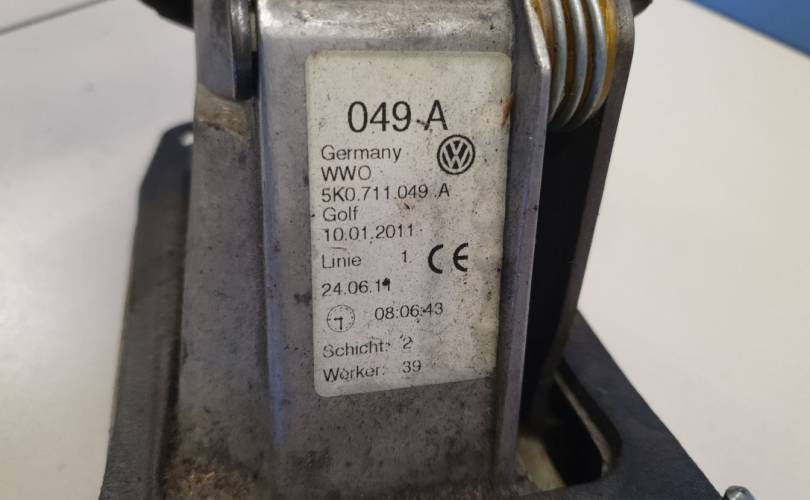 049 A
Germany
WWO
5K0.711.049 .A
Golf
10.01.2011
Linie 1 CE
24.06.11
08:06:43
Schicht: 2
Worker: 39